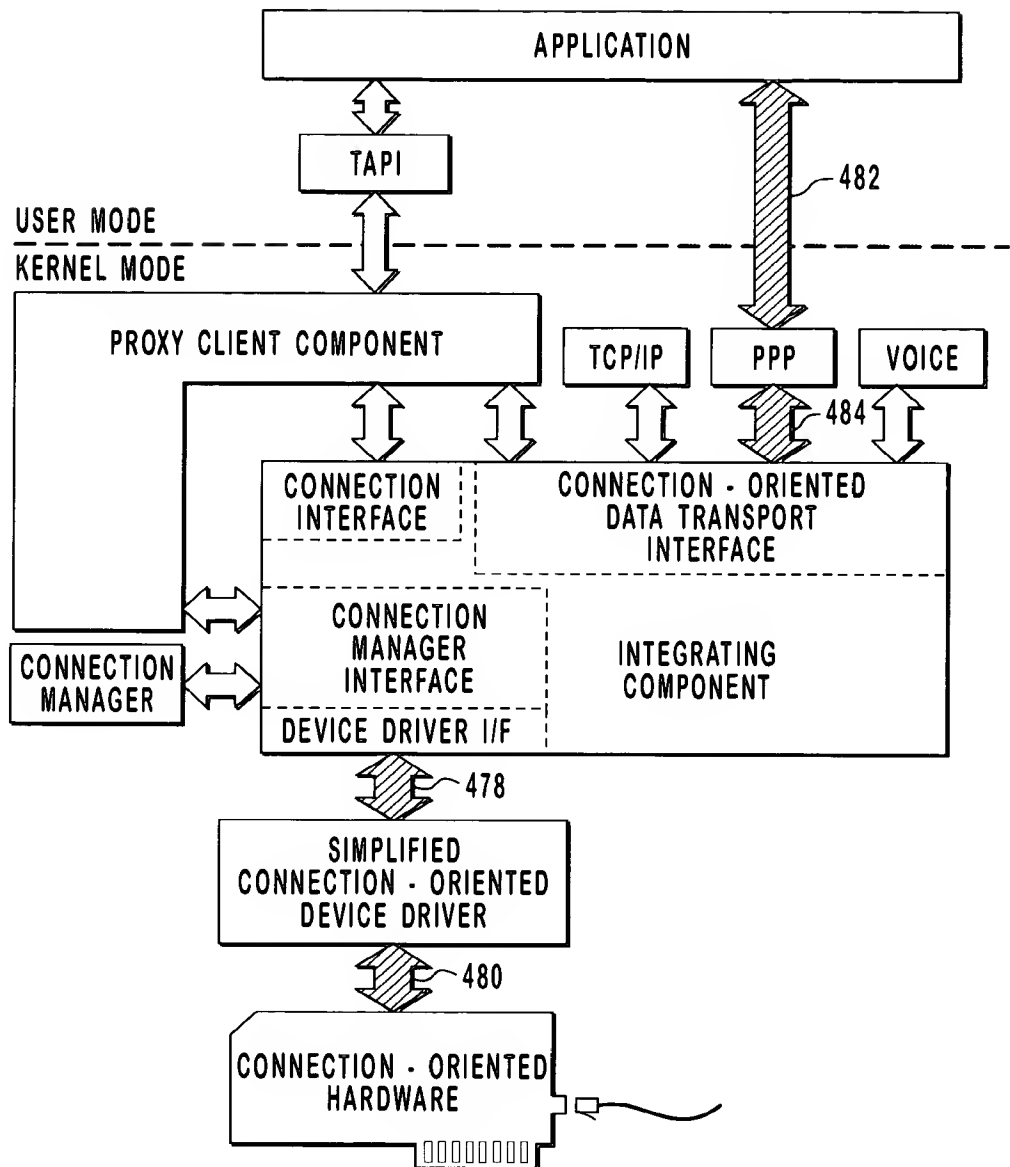 APPLICATION
TAPI
482
USER MODE
KERNEL MODE
PROXY CLIENT COMPONENT
TCP/IP
PPP
VOICE
484
CONNECTION
INTERFACE
CONNECTION - ORIENTED
DATA TRANSPORT
INTERFACE
CONNECTION
MANAGER
INTERFACE
INTEGRATING
COMPONENT
CONNECTION
MANAGER
DEVICE DRIVER I/F
478
SIMPLIFIED
CONNECTION - ORIENTED
DEVICE DRIVER
480
CONNECTION - ORIENTED
HARDWARE